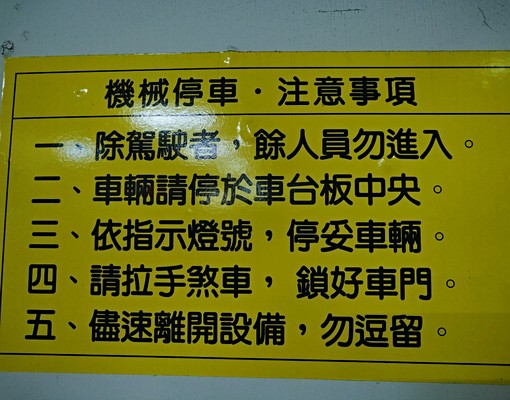 機械停車・注意事項
一、除駕駛者，餘人員勿進入。
二、車輛請停於車台板中央。
三、依指示燈號，停妥車輛。
四、請拉手煞車，鎖好車門。
五、儘速離開設備，勿逗留。